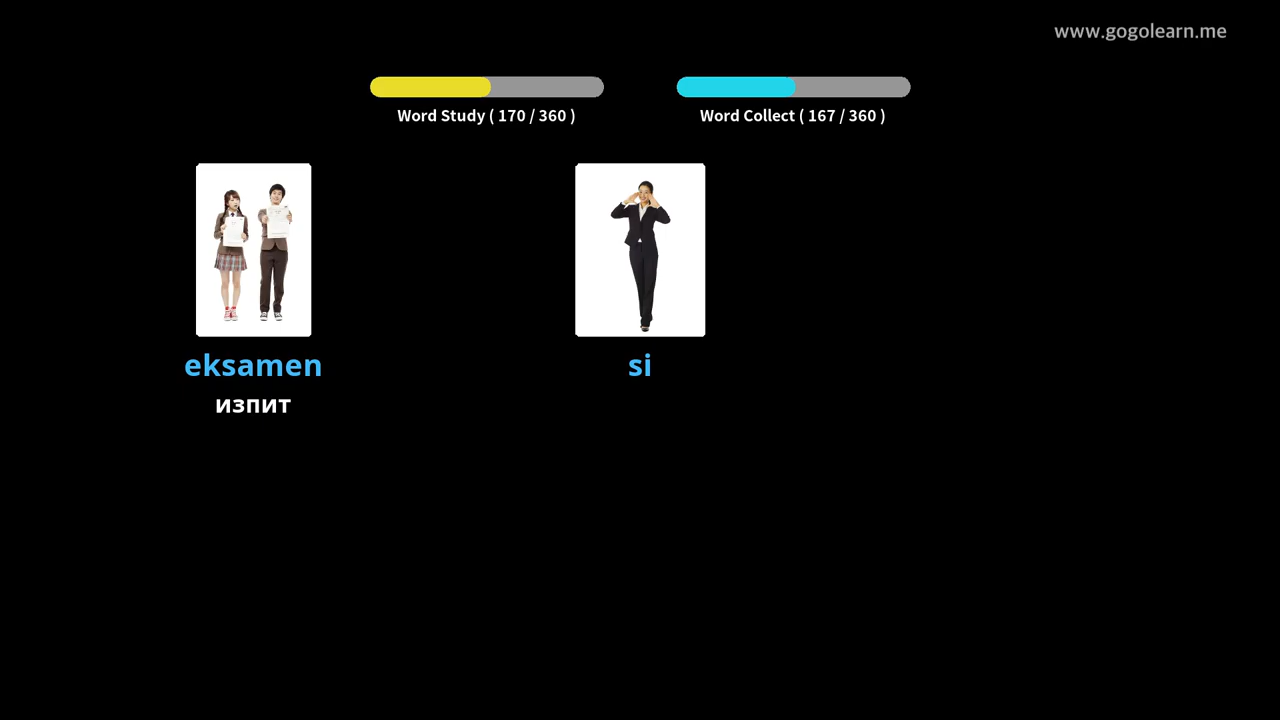 www.gogolearn.me
Word Study ( 170 / 360 )
Word Collect ( 167 / 360 )
eksamen
изпит
si